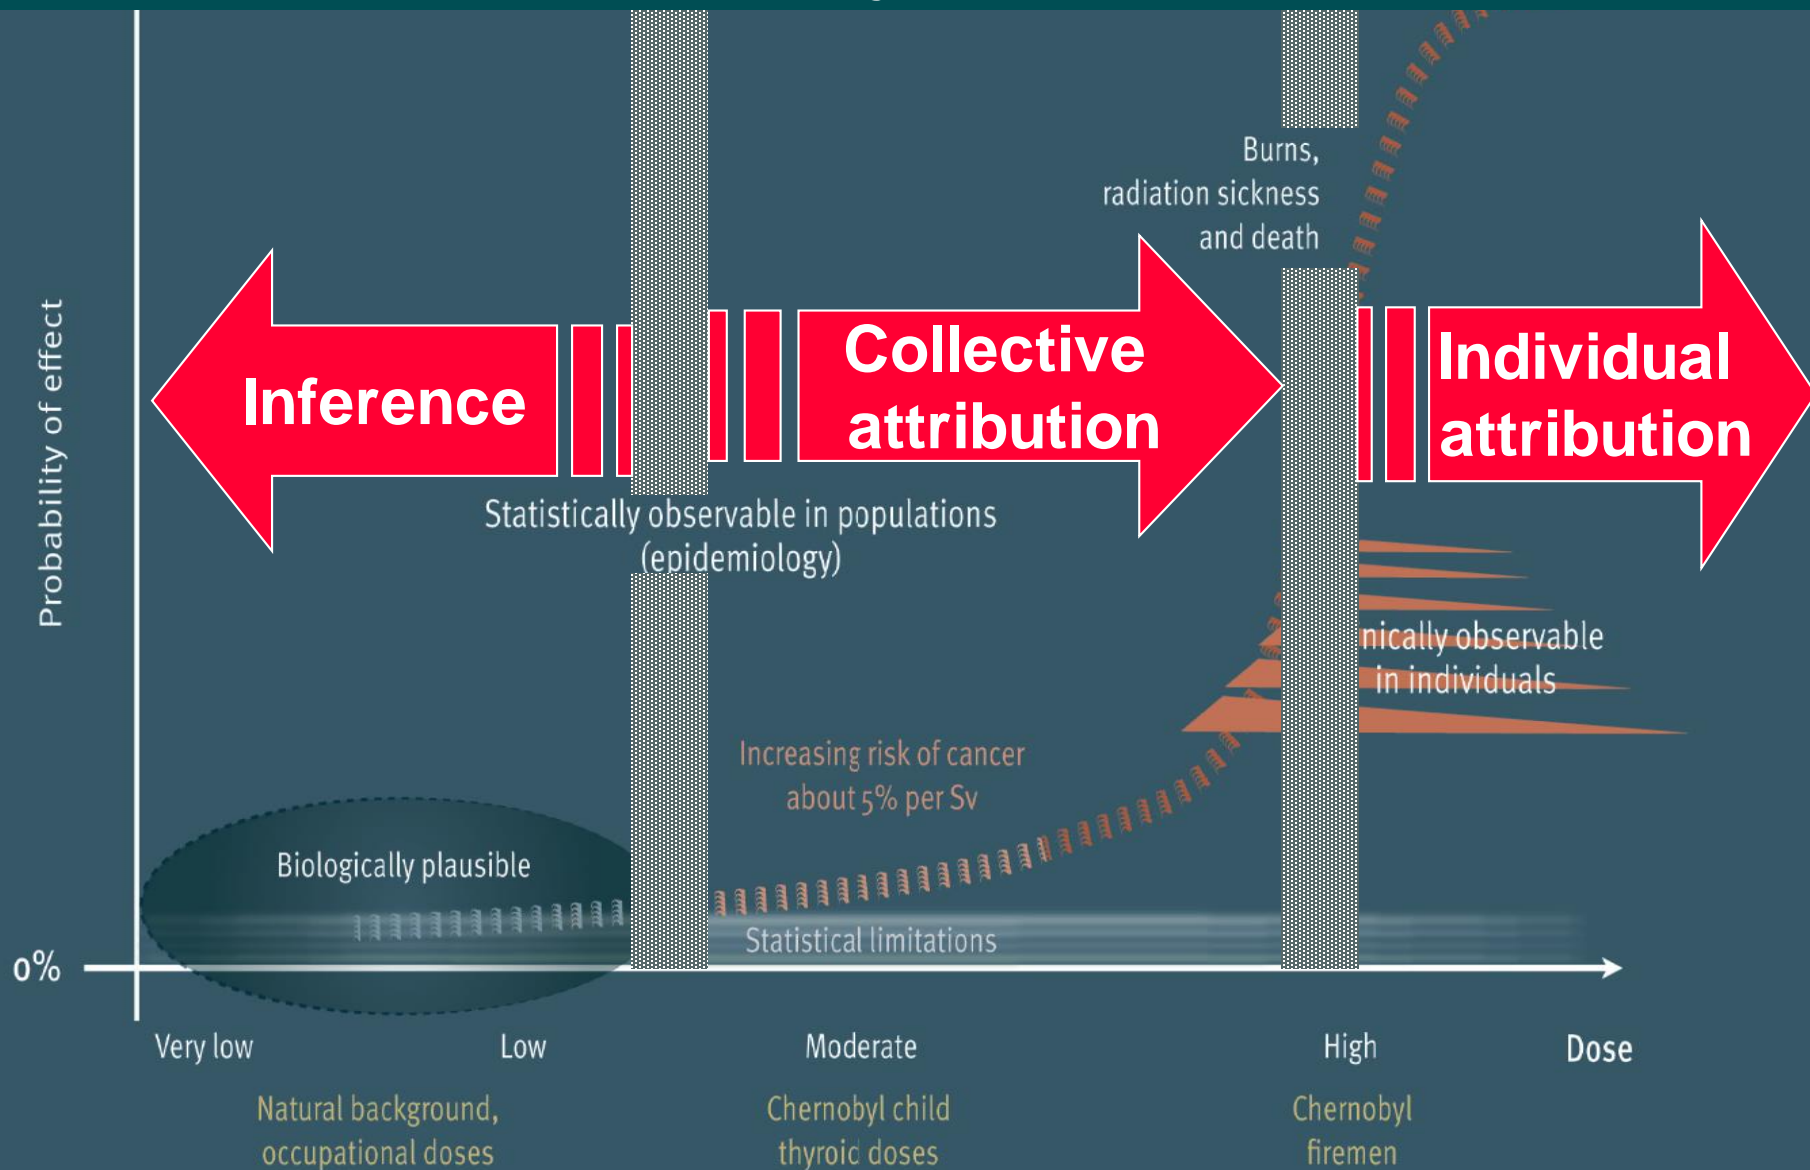 Burns,
radiation sickness
and death
Probability of effect
Inference
Collective
attribution
Individual
attribution
Statistically observable in populations
(epidemiology)
nically observable
in individuals
Increasing risk of cancer
about 5% per Sv
Biologically plausible
Statistical limitations
0%
Very low
Low
Moderate
High
Dose
Natural background,
occupational doses
Chernobyl child
thyroid doses
Chernobyl
firemen